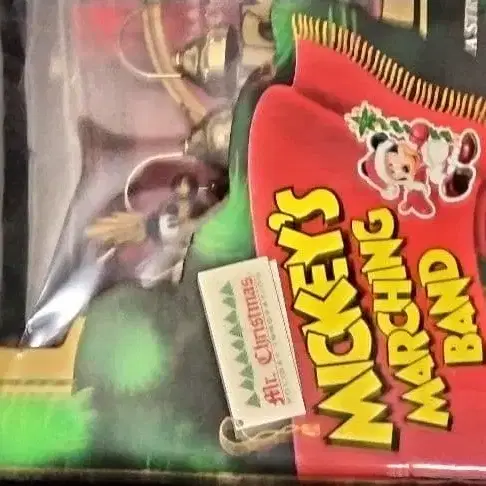 MICKEY'S
MARCHING
BAND
Mr. Christmas